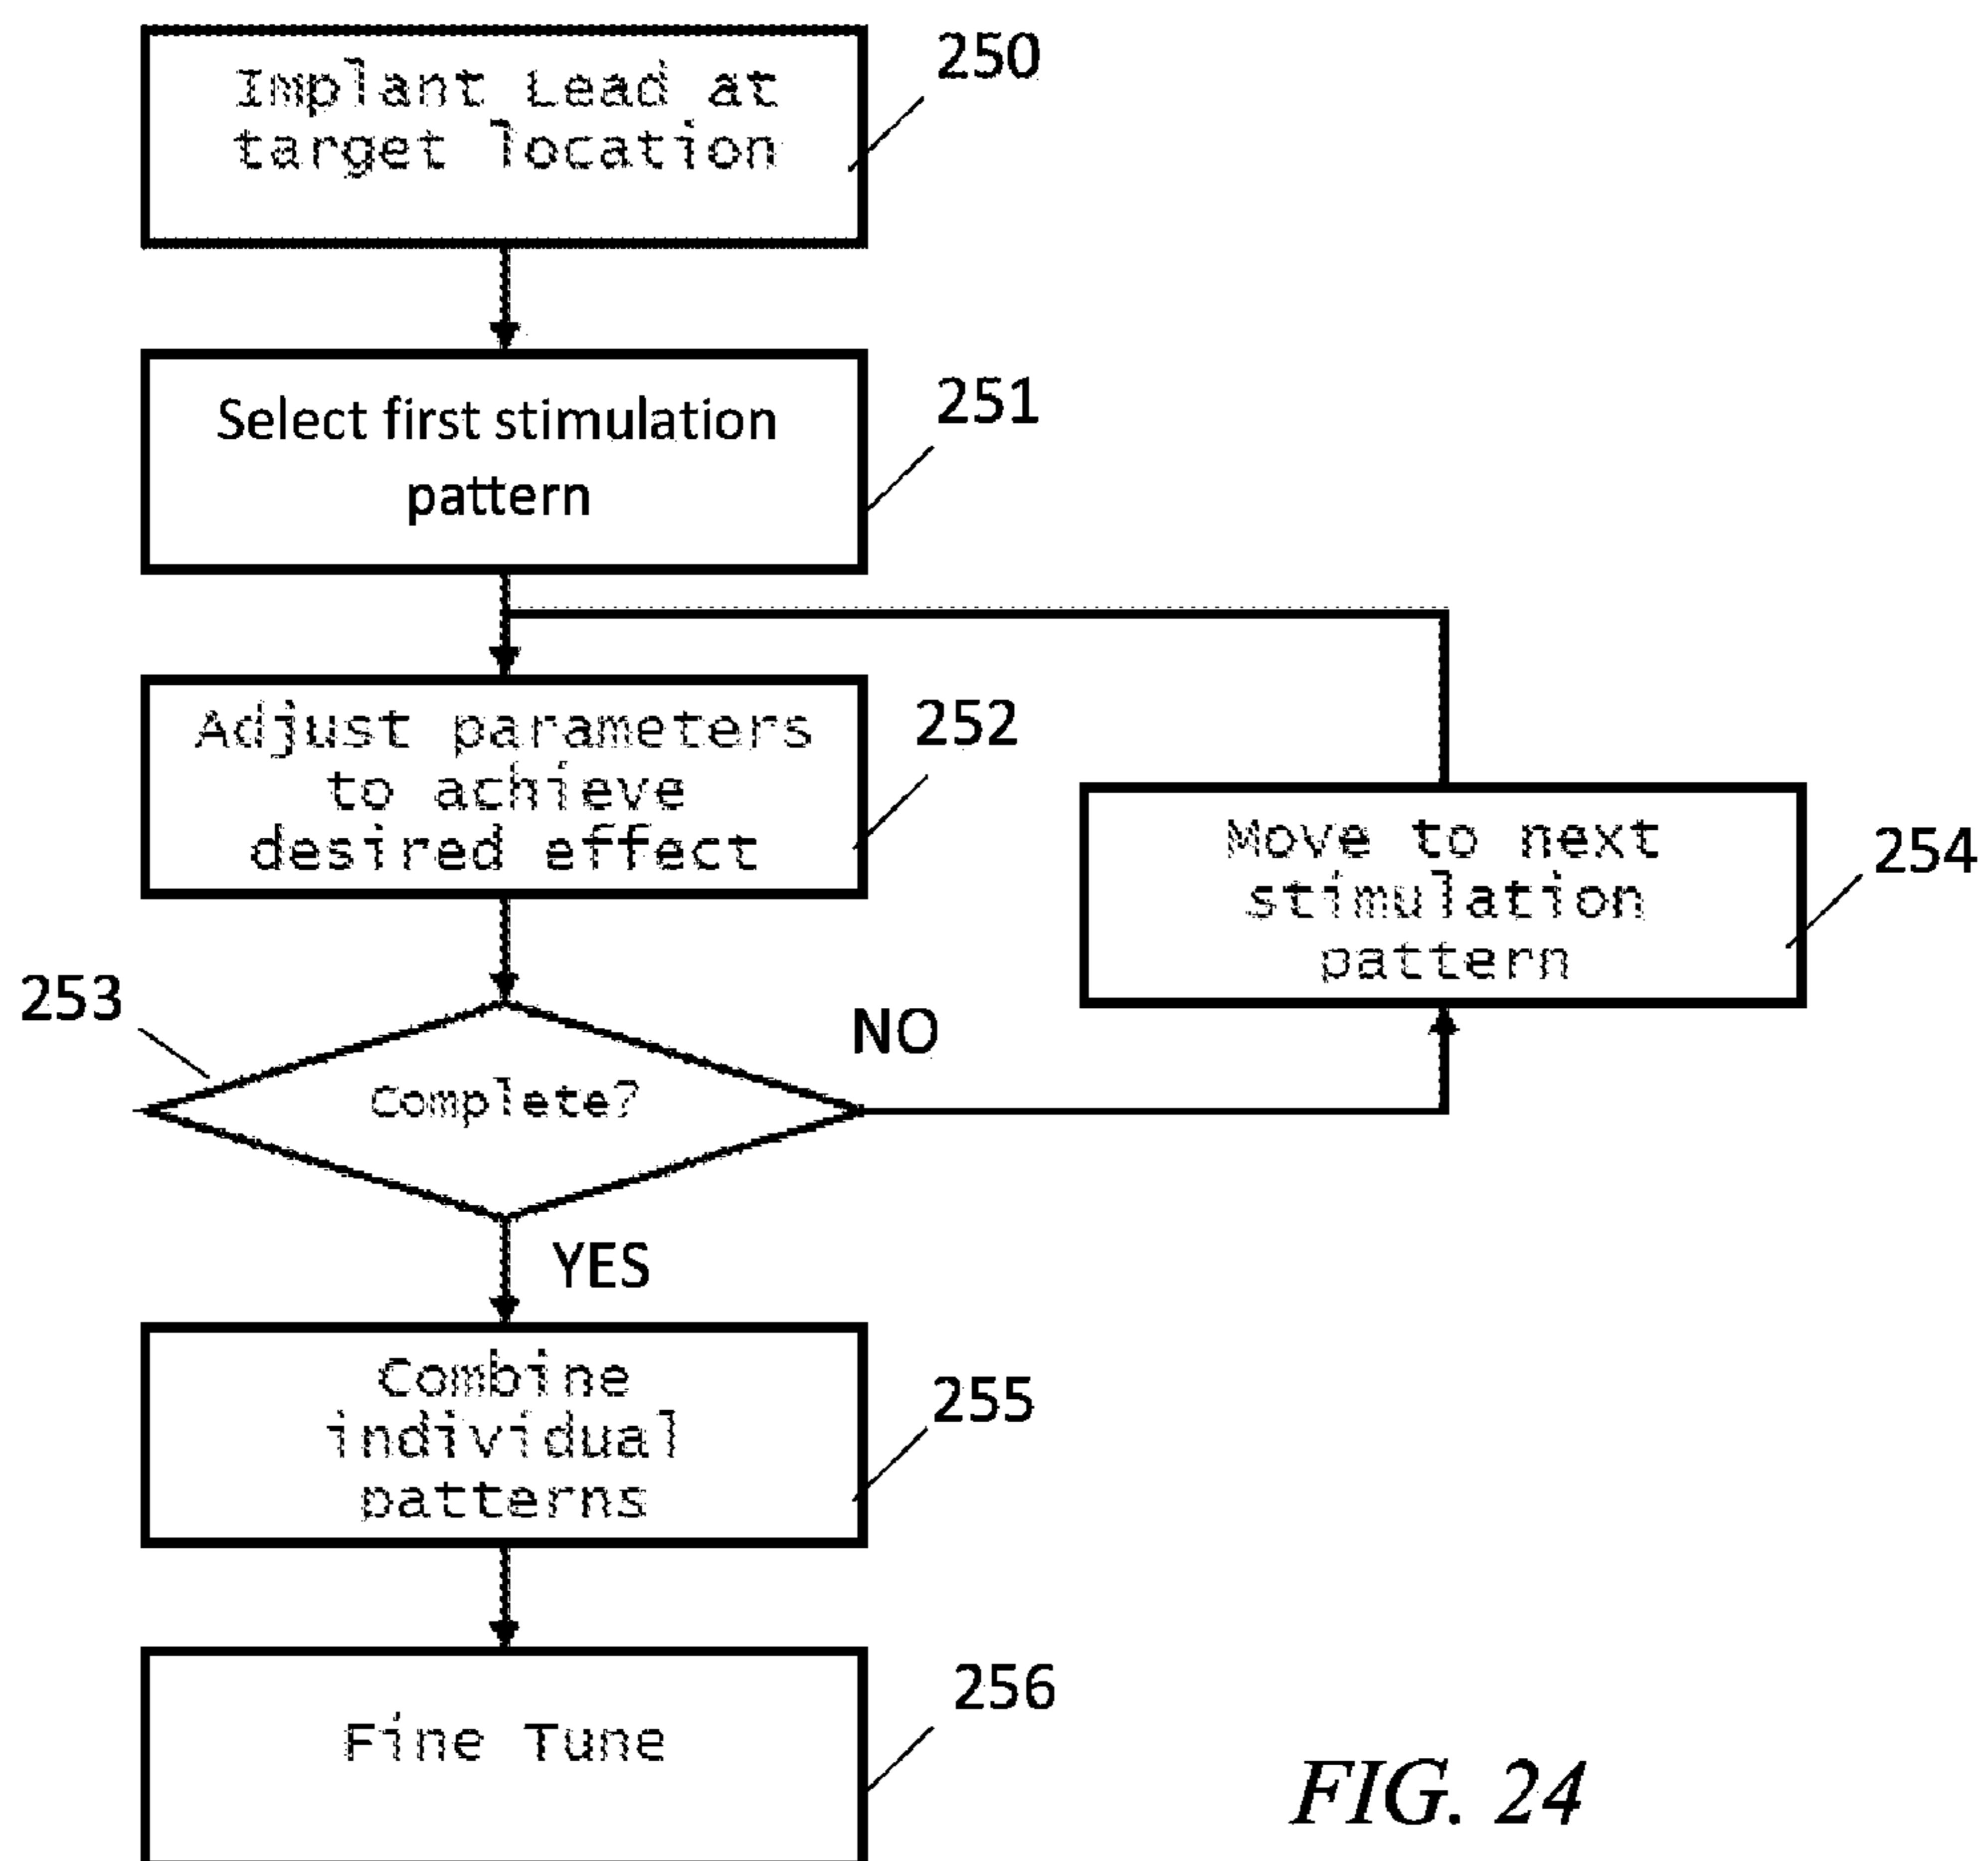 250
Implant Lead at
target location
251
Select first stimulation
pattern
252
Adjust parameters
to achieve
desired effect
254
Move to next
stimulation
pattern
253
NO
Complete?
YES
255
Combine
individual
patterns
256
Fine Tune
FIG. 24